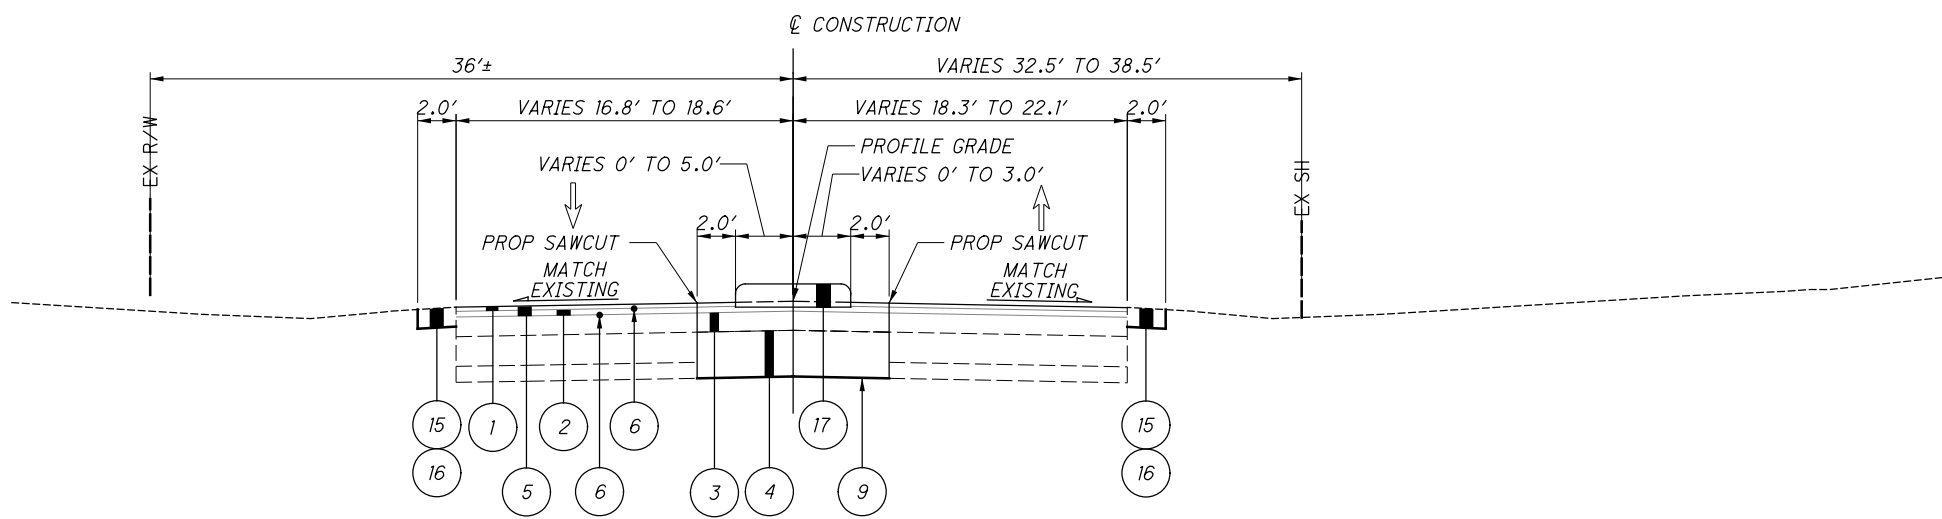 ℄ CONSTRUCTION
36'±
VARIES 32.5' TO 38.5'
2.0'
VARIES 16.8' TO 18.6'
VARIES 18.3' TO 22.1'
2.0'
EX R/W
PROFILE GRADE
VARIES 0' TO 5.0'
VARIES 0' TO 3.0'
EX SH
2.0'
2.0'
PROP SAWCUT
PROP SAWCUT
MATCH
EXISTING
MATCH
EXISTING
15
1
2
6
17
15
16
5
6
3
4
9
16